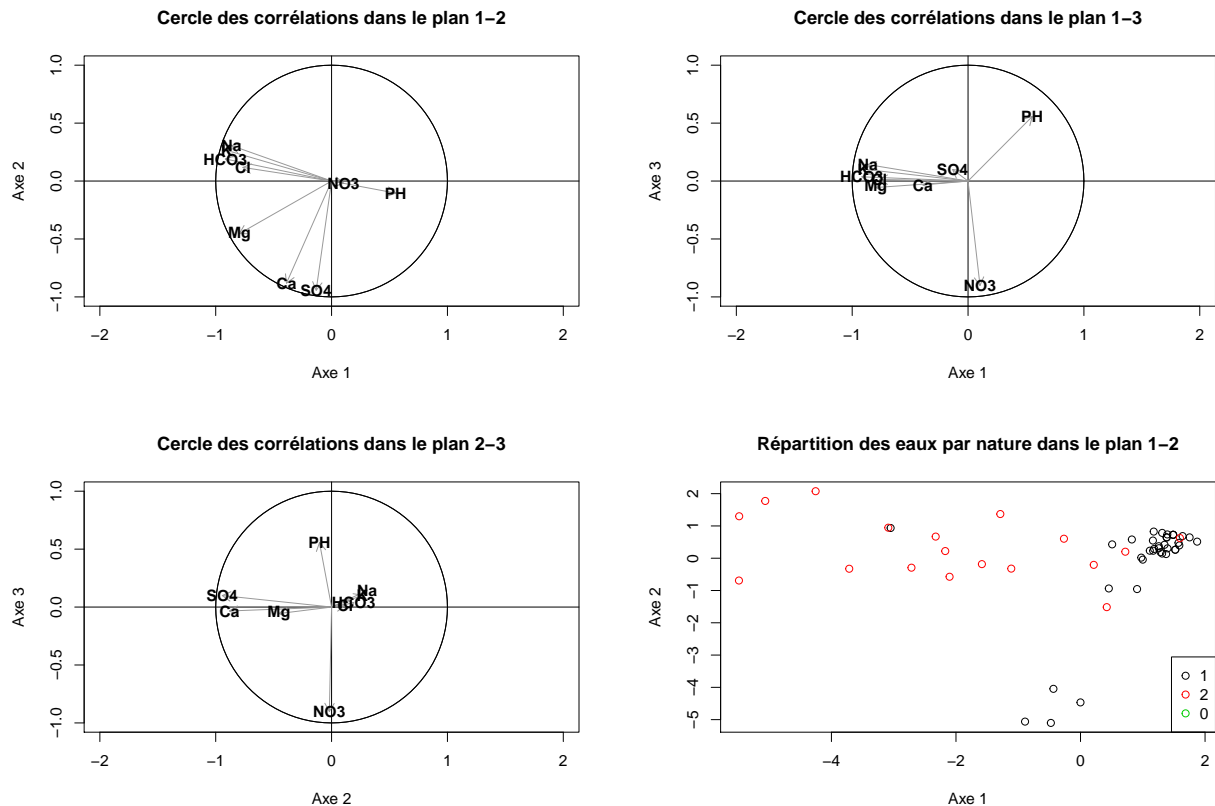 Cercle des corrélations dans le plan 1−2
Axe 2
1.0
0.5
0.0
−0.5
−1.0
Na
K
HCO3
Cl
NO3
PH
Mg
Ca
SO4
−2 −1 0 1 2
Axe 1
Cercle des corrélations dans le plan 1−3
Axe 3
1.0
0.5
0.0
−0.5
−1.0
PH
Na
K
SO4
HCO3
Cl
Mg
Ca
NO3
−2 −1 0 1 2
Axe 1
Cercle des corrélations dans le plan 2−3
Axe 3
1.0
0.5
0.0
−0.5
−1.0
PH
SO4
Na
K
HCO3
Cl
Ca
Mg
NO3
−2 −1 0 1 2
Axe 2
Répartition des eaux par nature dans le plan 1−2
Axe 2
2
1
0
−1
−2
−3
−4
−5
1
2
0
−4 −2 0 2
Axe 1